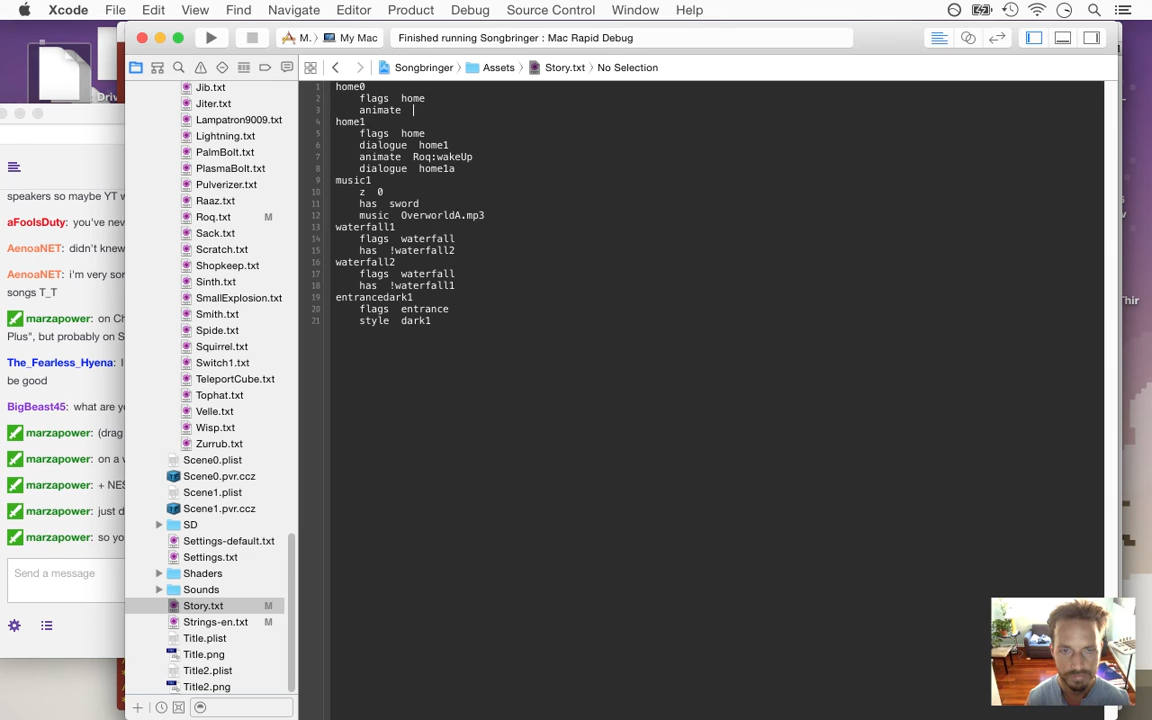 Xcode File Edit View Find Navigate Editor Product Debug Source Control Window Help
M. My Mac Finished running Songbringer : Mac Rapid Debug
Songbringer Assets Story.txt No Selection
Driv
speakers so maybe YT w
aFoolsDuty: you've nev
AenoaNET: didn't knew
AenoaNET: i'm very sor
songs T_T
marzapower: on Ch
Plus", but probably on S
The_Fearless_Hyena: I
be good
BigBeast45: what are y
marzapower: (drag
marzapower: on a w
marzapower: + NES
marzapower: just d
marzapower: so yo
Send a message
Jib.txt
Jiter.txt
Lampatron9009.txt
Lightning.txt
PalmBolt.txt
PlasmaBolt.txt
Pulverizer.txt
Raaz.txt
Roq.txt M
Sack.txt
Scratch.txt
Shopkeep.txt
Sinth.txt
SmallExplosion.txt
Smith.txt
Spide.txt
Squirrel.txt
Switch1.txt
TeleportCube.txt
Tophat.txt
Velle.txt
Wisp.txt
Zurrub.txt
Scene0.plist
Scene0.pvr.ccz
Scene1.plist
Scene1.pvr.ccz
SD
Settings-default.txt
Settings.txt
Shaders
Sounds
Story.txt M
Strings-en.txt M
Title.plist
Title.png
Title2.plist
Title2.png
1 home0
2 flags home
3 animate
4 home1
5 flags home
6 dialogue home1
7 animate Roq:wakeUp
8 dialogue home1a
9 music1
10 z 0
11 has sword
12 music OverworldA.mp3
13 waterfall1
14 flags waterfall
15 has !waterfall2
16 waterfall2
17 flags waterfall
18 has !waterfall1
19 entrancedark1
20 flags entrance
21 style dark1
Thir